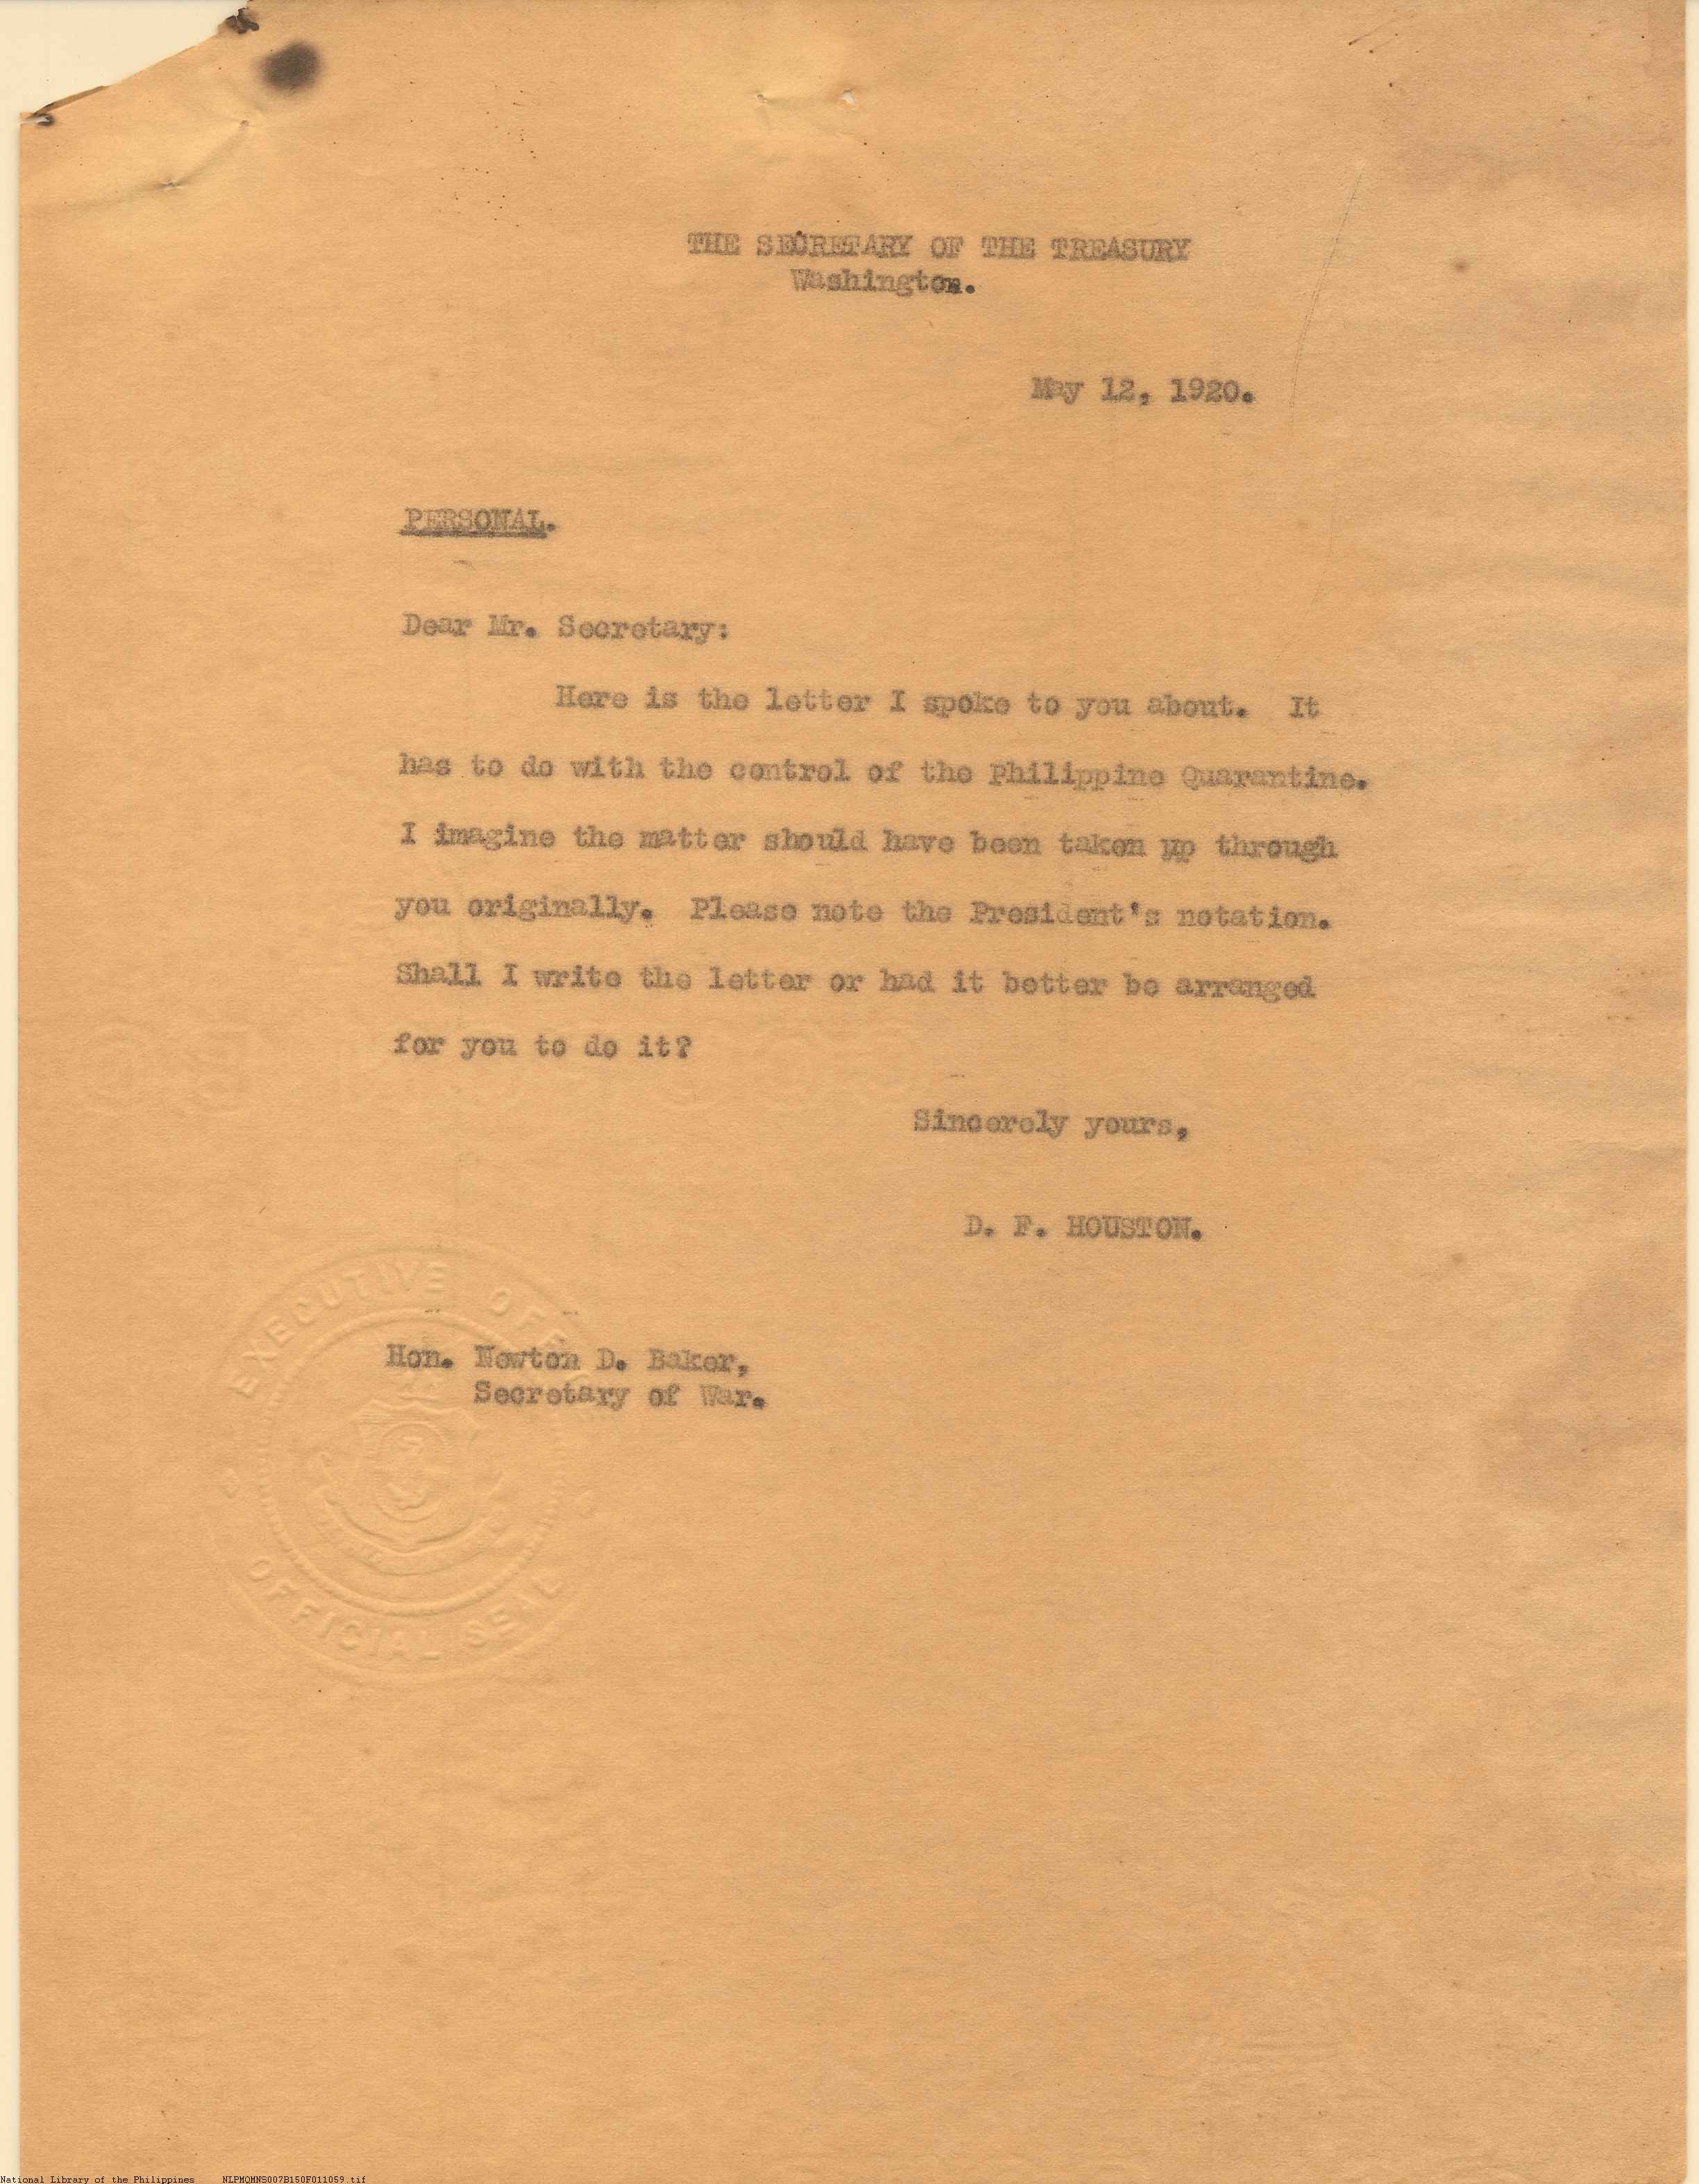 THE SECRETARY OF THE TREASURY
Washington.
May 12, 1920.
PERSONAL.
Dear Mr. Secretary:
Here is the letter I spoke to you about. It
has to do with the control of the Philippine Quarantine.
I imagine the matter should have been taken up through
you originally. Please note the President's notation.
Shall I write the letter or had it better be arranged
for you to do it?
Sincerely yours,
D. F. HOUSTON.
Hon. Newton D. Baker,
Secretary of War.
EXECUTIVE
OFFICIAL SEAL
National Library of the Philippines NLPMQMNS007B150F011059.tif